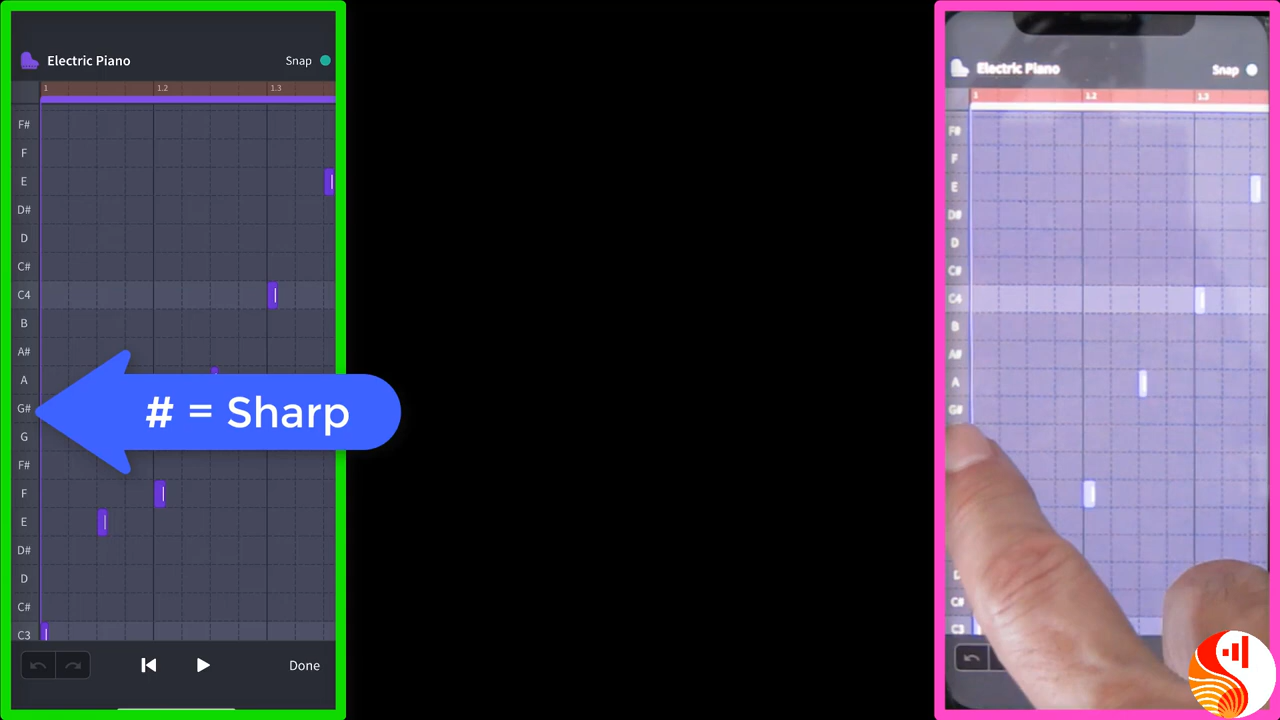 Electric Piano
Snap
1
1.2
1.3
F#
F
E
D#
D
C#
C4
B
A#
A
G#
G
F#
F
E
D#
D
C#
C3
# = Sharp
Done
Electric Piano
Snap
1
1.2
1.3
F#
F
E
D#
D
C#
C4
B
A#
A
G#
C#
C3